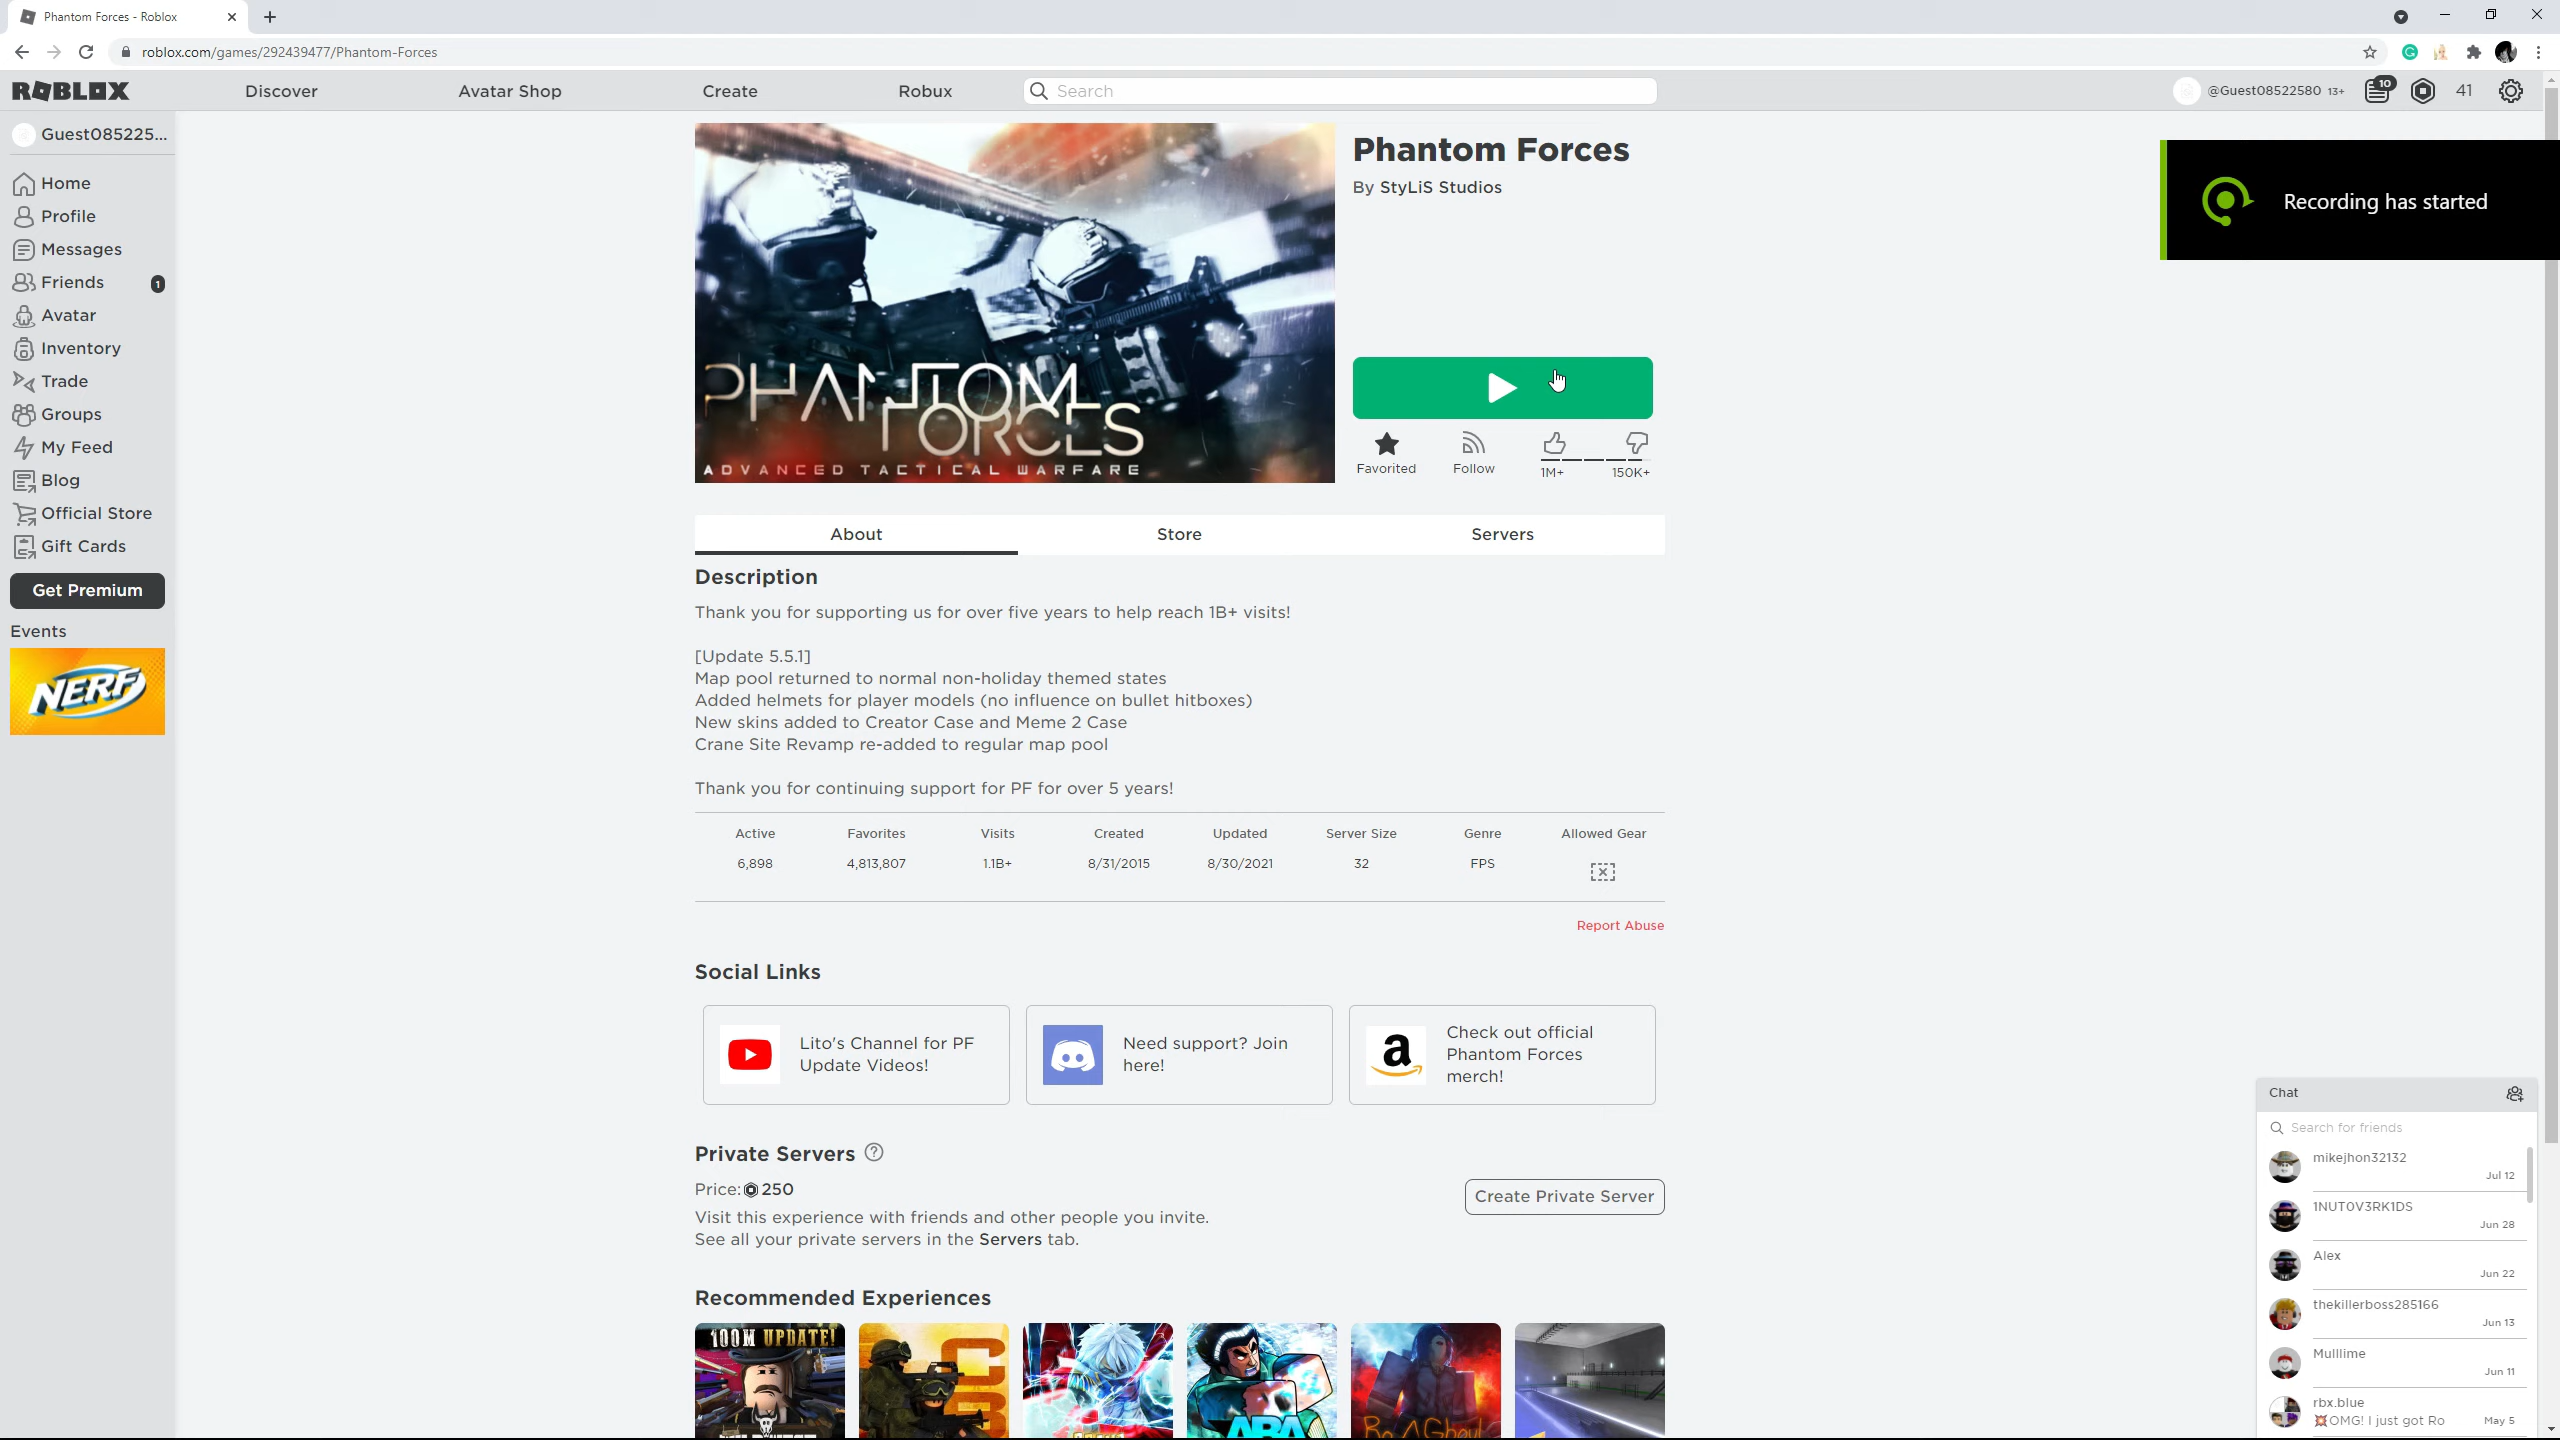 Phantom Forces - Roblox
roblox.com/games/292439477/Phantom-Forces
ROBLOX
Discover
Avatar Shop
Create
Robux
Search
@Guest08522580 13+
10
41
Recording has started
Guest085225...
Home
Profile
Messages
Friends
1
Avatar
Inventory
Trade
Groups
My Feed
Blog
Official Store
Gift Cards
Get Premium
Events
NERF
PHANTOM
FORCES
ADVANCED TACTICAL WARFARE
Phantom Forces
By StyLiS Studios
Favorited
Follow
1M+
150K+
About
Store
Servers
Description
Thank you for supporting us for over five years to help reach 1B+ visits!
[Update 5.5.1]
Map pool returned to normal non-holiday themed states
Added helmets for player models (no influence on bullet hitboxes)
New skins added to Creator Case and Meme 2 Case
Crane Site Revamp re-added to regular map pool
Thank you for continuing support for PF for over 5 years!
Active Favorites Visits Created Updated Server Size Genre Allowed Gear
6,898 4,813,807 1.1B+ 8/31/2015 8/30/2021 32 FPS
Report Abuse
Social Links
Lito's Channel for PF
Update Videos!
Need support? Join
here!
Check out official
Phantom Forces
merch!
Private Servers
Price: 250
Create Private Server
Visit this experience with friends and other people you invite.
See all your private servers in the Servers tab.
Recommended Experiences
100M UPDATE!
ABA
Ro Ghoul
Chat
Search for friends
mikejhon32132
Jul 12
1NUT0V3RK1DS
Jun 28
Alex
Jun 22
thekillerboss285166
Jun 13
Mulllime
Jun 11
rbx.blue
💥OMG! I just got Ro
May 5